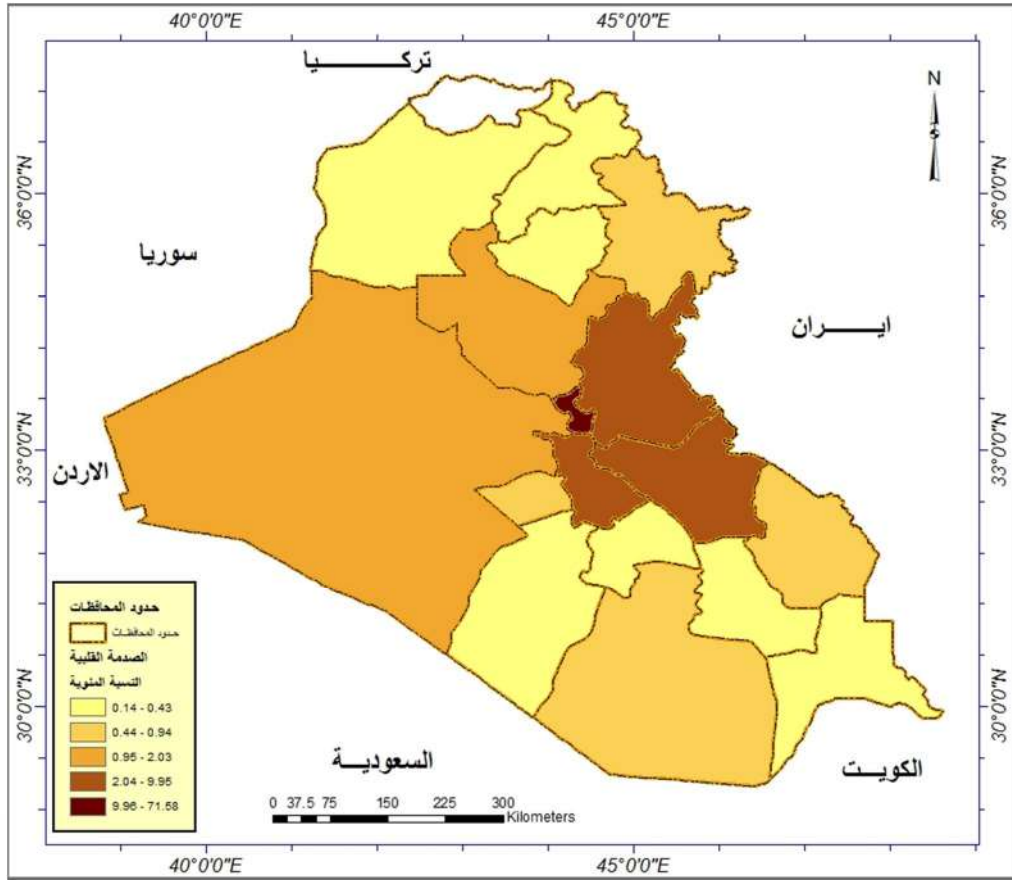 40°0'0"E 45°0'0"E
تركـــــــيا
N
S
36°0'0"N 36°0'0"N
سوريا
ايـــــران
33°0'0"N 33°0'0"N
الاردن
حدود المحافظات
حدود المحافظات
الصدمة القلبية
النسبة المئوية
0.14 - 0.43
0.44 - 0.94
0.95 - 2.03
2.04 - 9.95
9.96 - 71.58
30°0'0"N 30°0'0"N
السعوديـــة
الكويـت
0 37.5 75 150 225 300
Kilometers
40°0'0"E 45°0'0"E